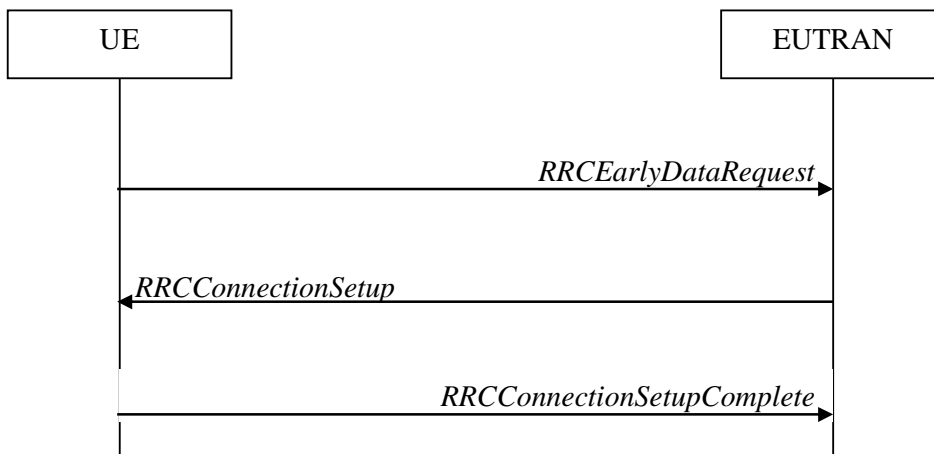 UE
EUTRAN
RRCEarlyDataRequest
RRCConnectionSetup
RRCConnectionSetupComplete